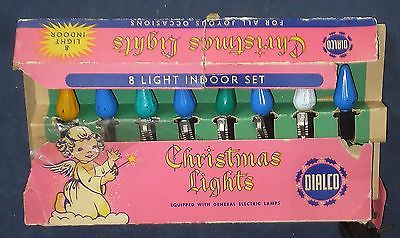 FOR ALL JOYOUS OCCASIONS
Christmas Lights
8
LIGHT
INDOOR
DIALCO
8 LIGHT INDOOR SET
Christmas
Lights
DIALCO
EQUIPPED WITH GENERAL ELECTRIC LAMPS